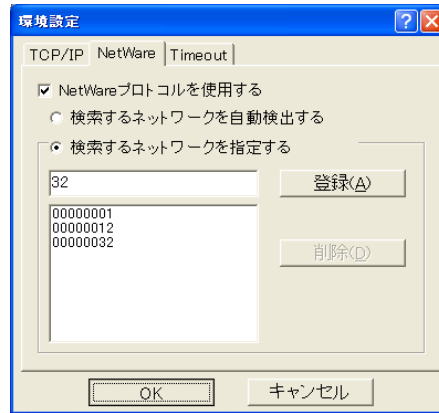 環境設定
TCP/IP NetWare Timeout
NetWareプロトコルを使用する
検索するネットワークを自動検出する
検索するネットワークを指定する
32 登録(A)
00000001
00000012
00000032
削除(D)
OK キャンセル